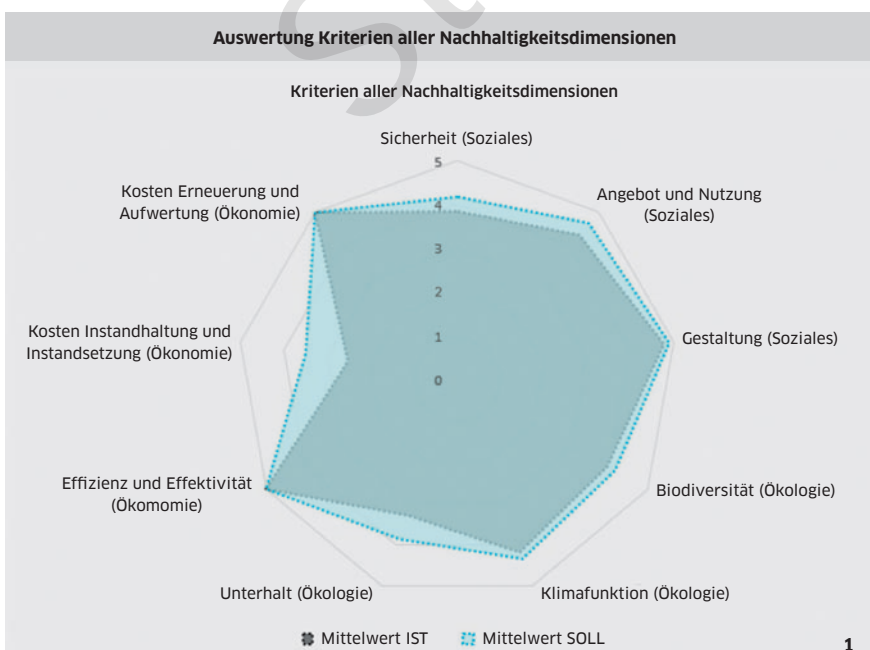 Auswertung Kriterien aller Nachhaltigkeitsdimensionen
Kriterien aller Nachhaltigkeitsdimensionen
Sicherheit (Soziales)
5
Kosten Erneuerung und
Aufwertung (Ökonomie)
Angebot und Nutzung
(Soziales)
4
3
2
Kosten Instandhaltung und
Instandsetzung (Ökonomie)
Gestaltung (Soziales)
1
0
Effizienz und Effektivität
(Ökomomie)
Biodiversität (Ökologie)
Unterhalt (Ökologie)
Klimafunktion (Ökologie)
Mittelwert IST
Mittelwert SOLL
1